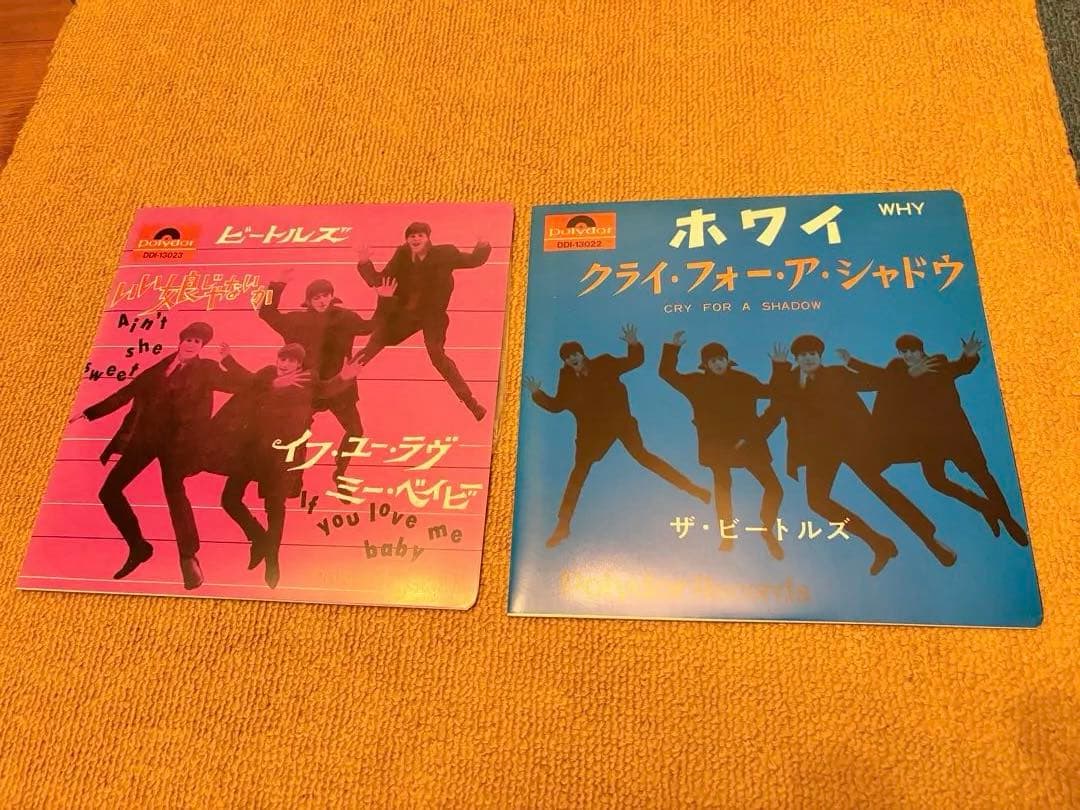 polydor
DDI-13023
ビートルズ
いい娘じゃないか
Ain't
she
sweet
イフ・ユー・ラヴ
ミー・ベイビー
If
you love me
baby
polydor
DDI-13022
ホワイ
WHY
クライ・フォー・ア・シャドウ
CRY FOR A SHADOW
ザ・ビートルズ
Polydor Records